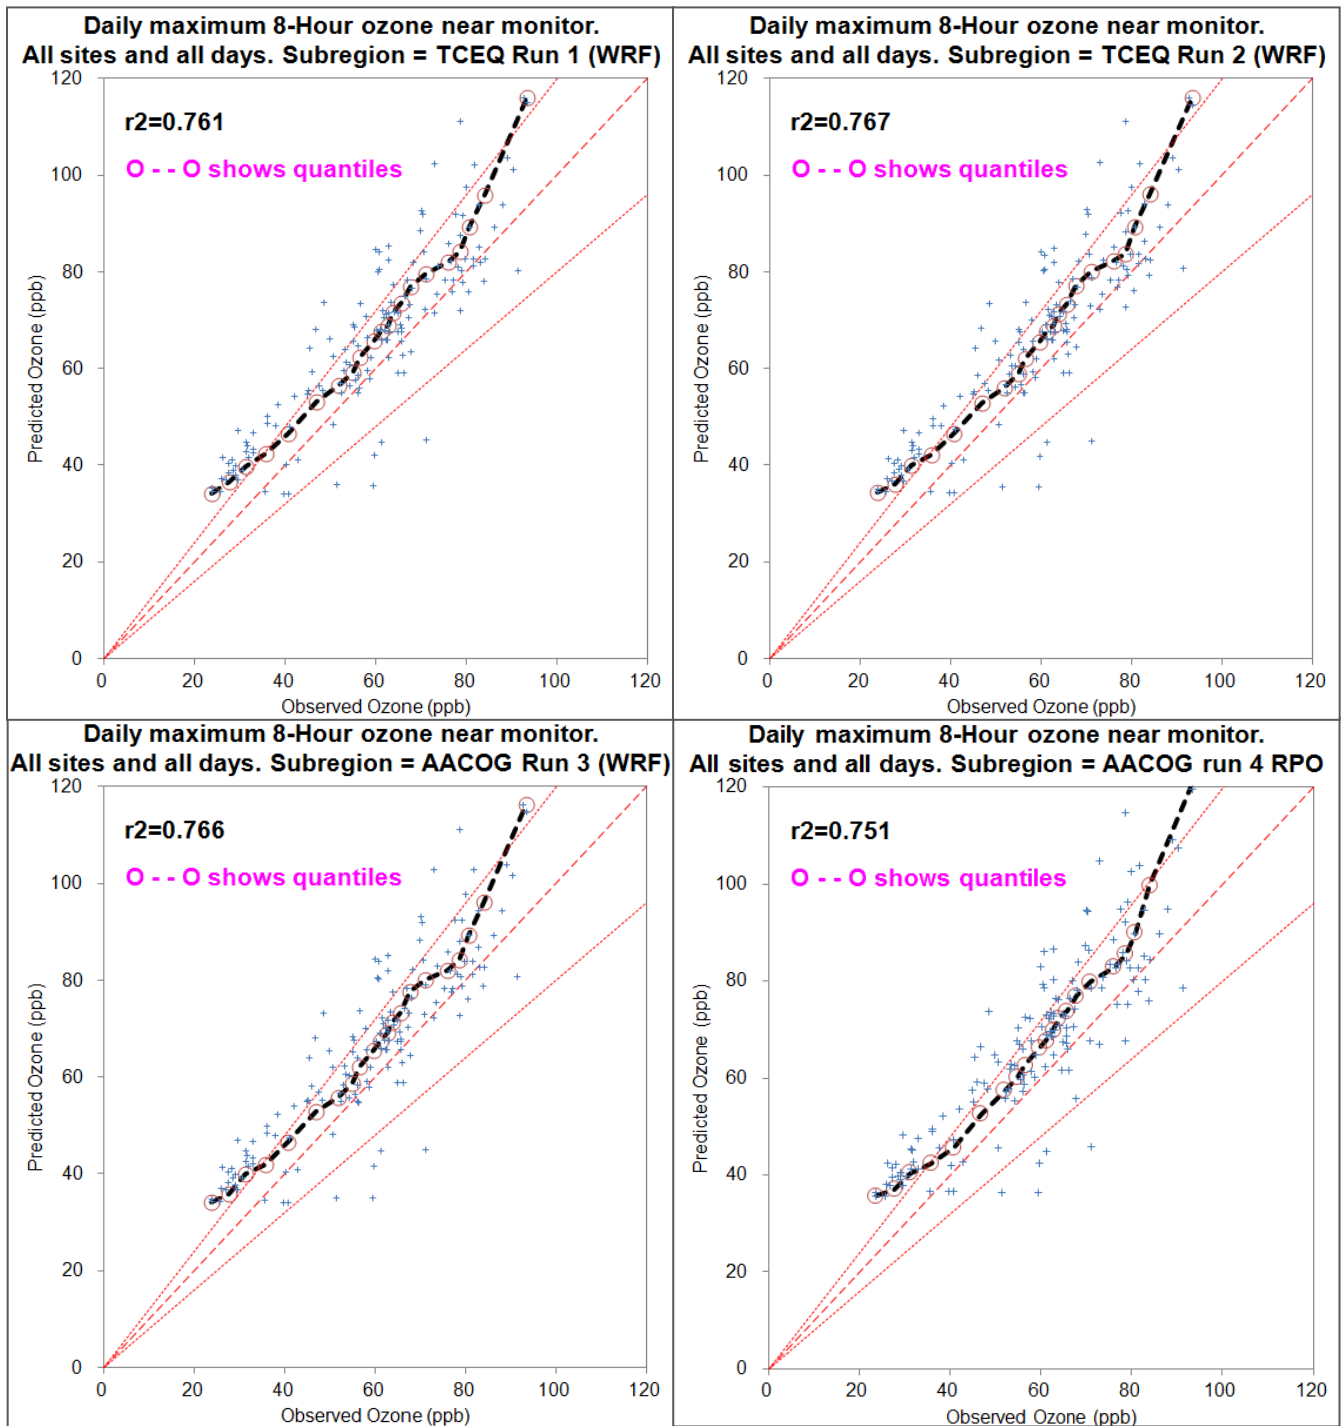 Daily maximum 8-Hour ozone near monitor.
All sites and all days. Subregion = TCEQ Run 1 (WRF)
120
100
80
60
40
20
0
r2=0.761
O - - O shows quantiles
Predicted Ozone (ppb)
0 20 40 60 80 100 120
Observed Ozone (ppb)
Daily maximum 8-Hour ozone near monitor.
All sites and all days. Subregion = TCEQ Run 2 (WRF)
120
100
80
60
40
20
0
r2=0.767
O - - O shows quantiles
Predicted Ozone (ppb)
0 20 40 60 80 100 120
Observed Ozone (ppb)
Daily maximum 8-Hour ozone near monitor.
All sites and all days. Subregion = AACOG Run 3 (WRF)
120
100
80
60
40
20
0
r2=0.766
O - - O shows quantiles
Predicted Ozone (ppb)
0 20 40 60 80 100 120
Observed Ozone (ppb)
Daily maximum 8-Hour ozone near monitor.
All sites and all days. Subregion = AACOG run 4 RPO
120
100
80
60
40
20
0
r2=0.751
O - - O shows quantiles
Predicted Ozone (ppb)
0 20 40 60 80 100 120
Observed Ozone (ppb)